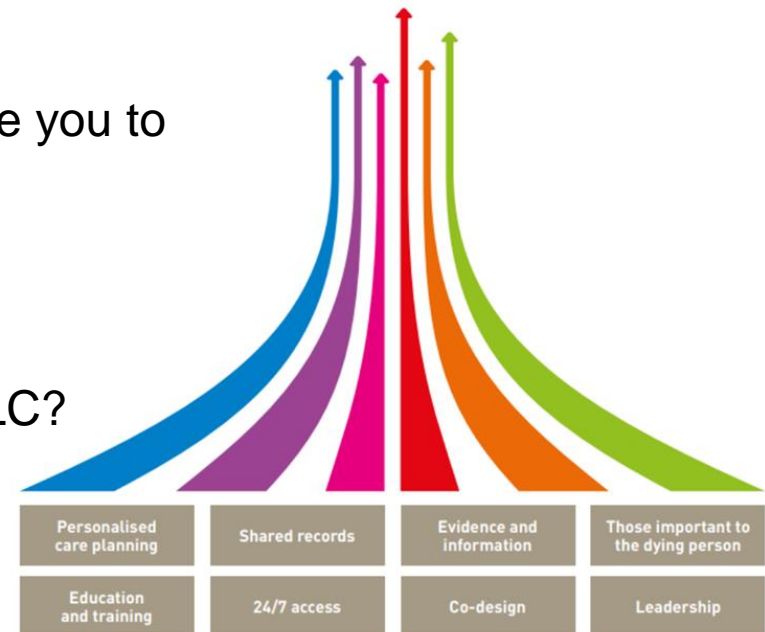 e you to
LC?
Personalised
care planning
Shared records
Evidence and
information
Those important to
the dying person
Education
and training
24/7 access
Co-design
Leadership